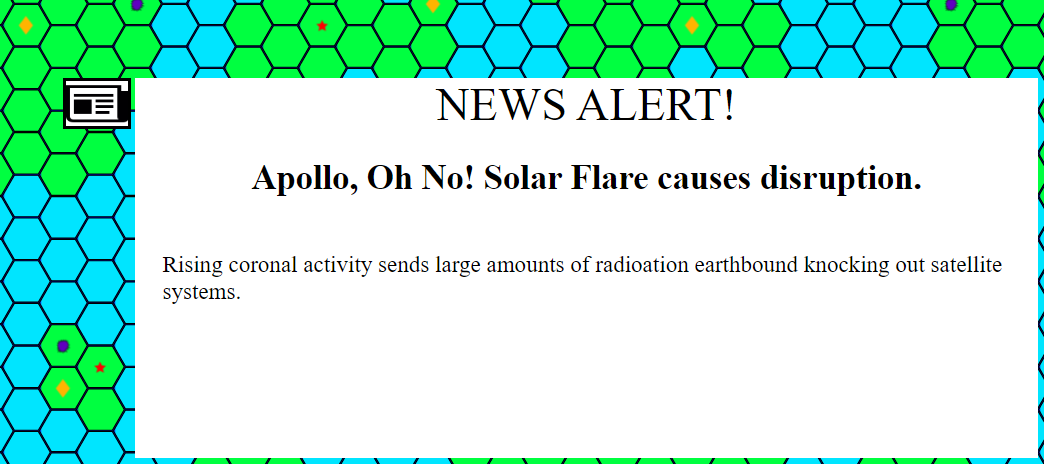 NEWS ALERT!
Apollo, Oh No! Solar Flare causes disruption.
Rising coronal activity sends large amounts of radioation earthbound knocking out satellite
systems.